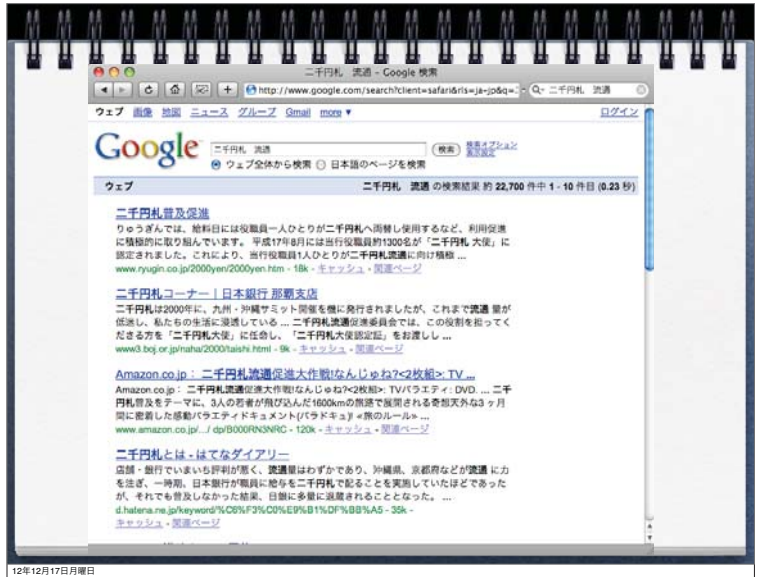 二千円札　流通 - Google 検索
http://www.google.com/search?client=safari&rls=ja-jp&q=
二千円札　流通
ウェブ 画像 地図 ニュース グループ Gmail more ▼ ログイン
Google 二千円札　流通 検索 検索オプション
表示設定
ウェブ全体から検索 日本語のページを検索
ウェブ 二千円札　流通 の検索結果 約 22,700 件中 1 - 10 件目 (0.23 秒)
二千円札普及促進
りゅうぎんでは、給料日には役職員一人ひとりが二千円札へ両替し使用するなど、利用促進
に積極的に取り組んでいます。 平成17年8月には当行役職員約1300名が「二千円札 大使」に
認定されました。これにより、当行役職員1人ひとりが二千円札流通に向け積極 ...
www.ryugin.co.jp/2000yen/2000yen.htm - 18k - キャッシュ - 関連ページ
二千円札コーナー｜日本銀行 那覇支店
二千円札は2000年に、九州・沖縄サミット開催を機に発行されましたが、これまで流通 量が
低迷し、私たちの生活に浸透している ... 二千円札流通促進委員会では、この役割を担ってく
ださる方を「二千円札大使」に任命し、「二千円札大使認定証」をお渡しし ...
www3.boj.or.jp/naha/2000/taishi.html - 9k - キャッシュ - 関連ページ
Amazon.co.jp： 二千円札流通促進大作戦!なんじゅね?<2枚組>: TV ...
Amazon.co.jp： 二千円札流通促進大作戦!なんじゅね?<2枚組>: TVバラエティ: DVD. ... 二千
円札普及をテーマに、3人の若者が飛び込んだ1600kmの旅路で展開される奇想天外な3 ヶ月
間に密着した感動バラエティドキュメント(バラドキュ)! «旅のルール» ...
www.amazon.co.jp/.../ dp/B000RN3NRC - 120k - キャッシュ - 関連ページ
二千円札とは - はてなダイアリー
店舗・銀行でいまいち評判が悪く、流通量はわずかであり、沖縄県、京都府などが流通 に力
を注ぎ、一時期、日本銀行が職員に給与を二千円札で配ることを実施していたほどであった
が、それでも普及しなかった結果、日銀に多量に退蔵されることとなった。 ...
d.hatena.ne.jp/keyword/%C6%F3%C0%E9%B1%DF%BB%A5 - 35k -
キャッシュ - 関連ページ
12年12月17日月曜日